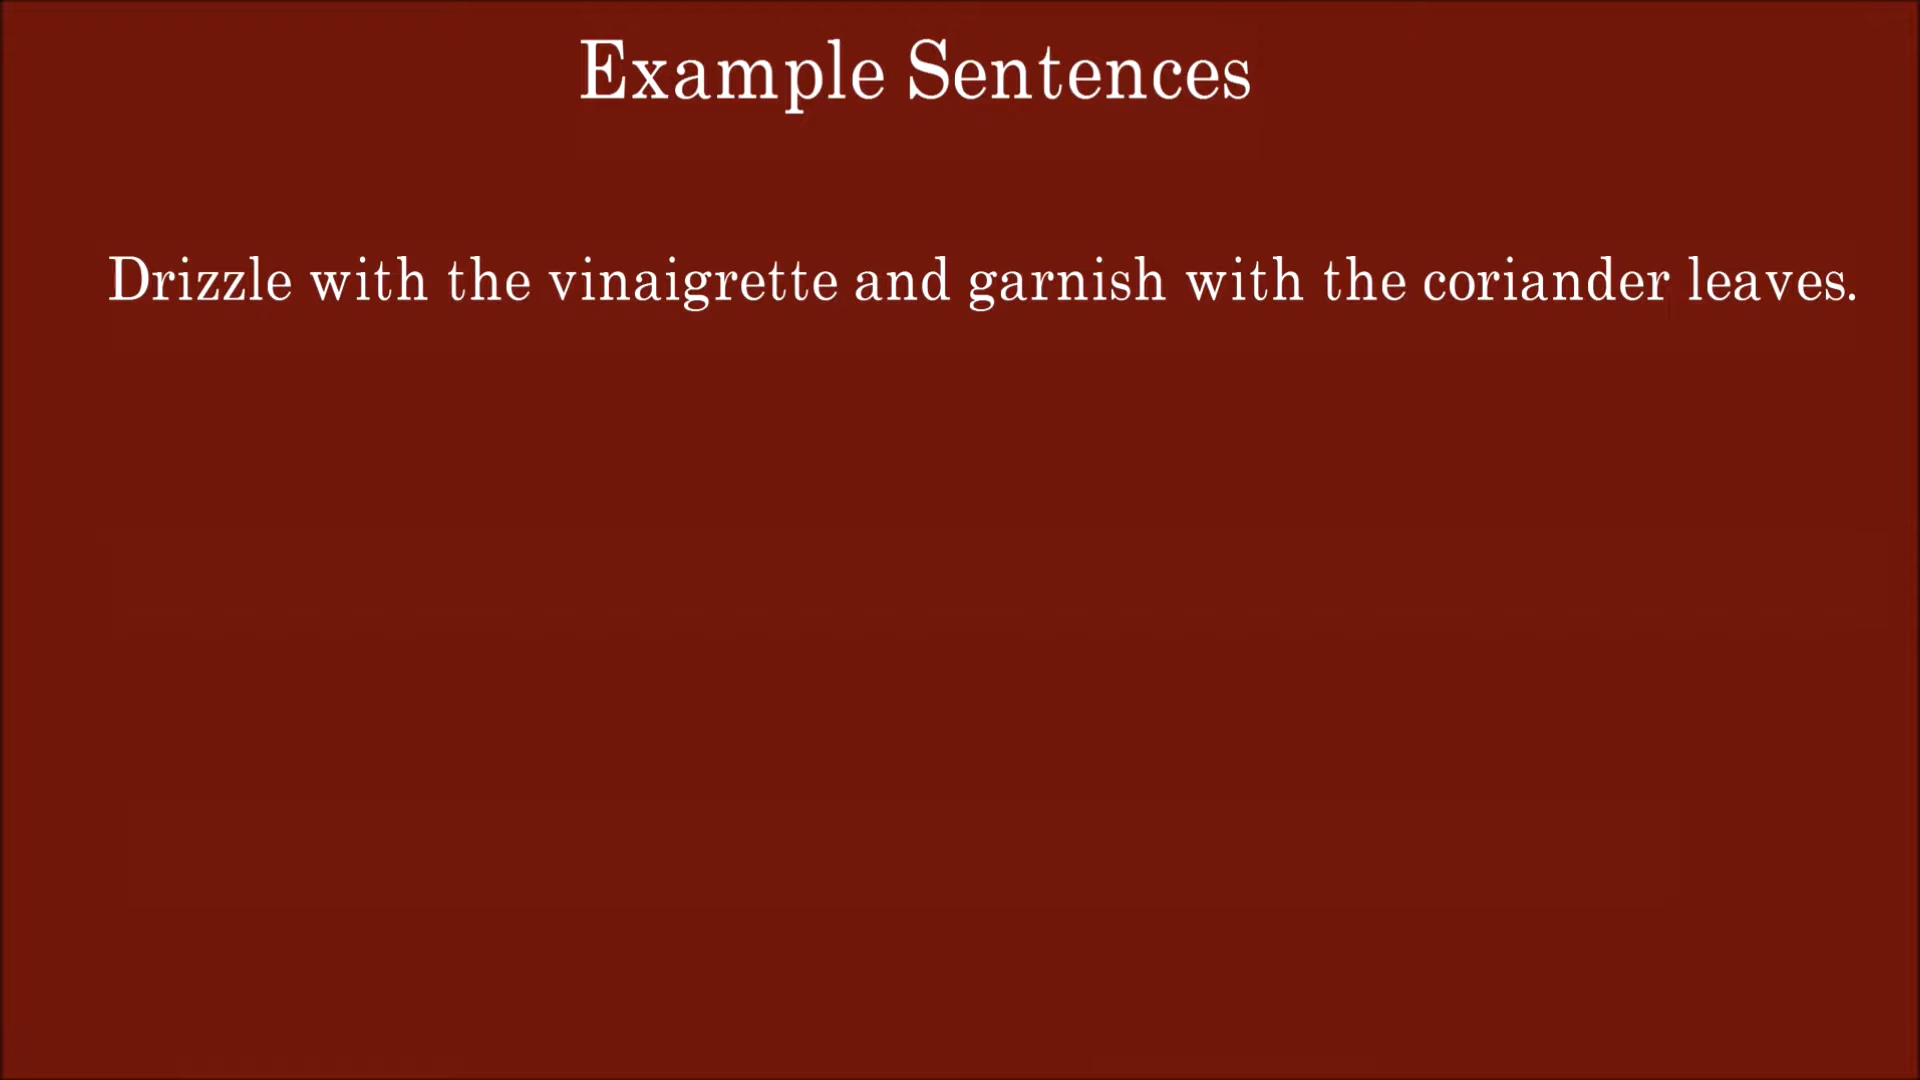 Example Sentences
Drizzle with the vinaigrette and garnish with the coriander leaves.